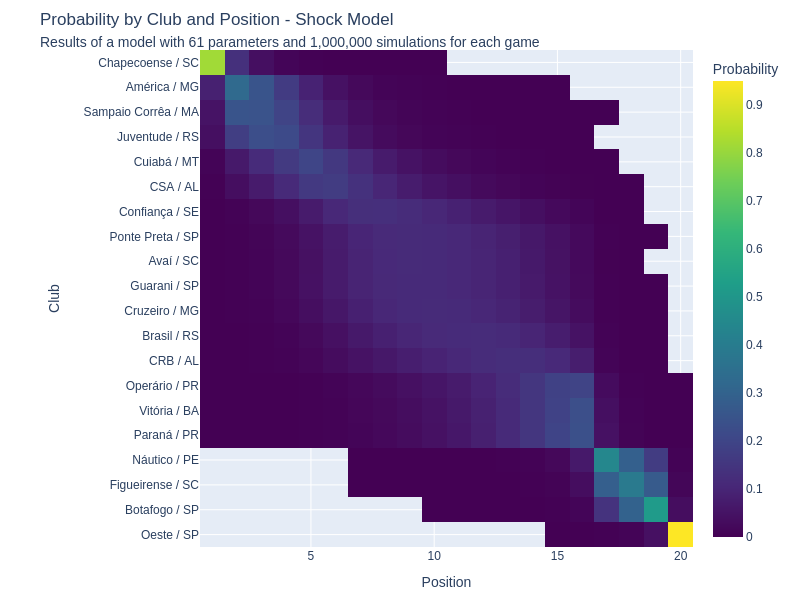 Probability by Club and Position - Shock Model
Results of a model with 61 parameters and 1,000,000 simulations for each game
Chapecoense / SC
América / MG
Sampaio Corrêa / MA
Juventude / RS
Cuiabá / MT
CSA / AL
Confiança / SE
Ponte Preta / SP
Avaí / SC
Guarani / SP
Cruzeiro / MG
Brasil / RS
CRB / AL
Operário / PR
Vitória / BA
Paraná / PR
Náutico / PE
Figueirense / SC
Botafogo / SP
Oeste / SP
Club
5
10
15
20
Position
Probability
0.9
0.8
0.7
0.6
0.5
0.4
0.3
0.2
0.1
0